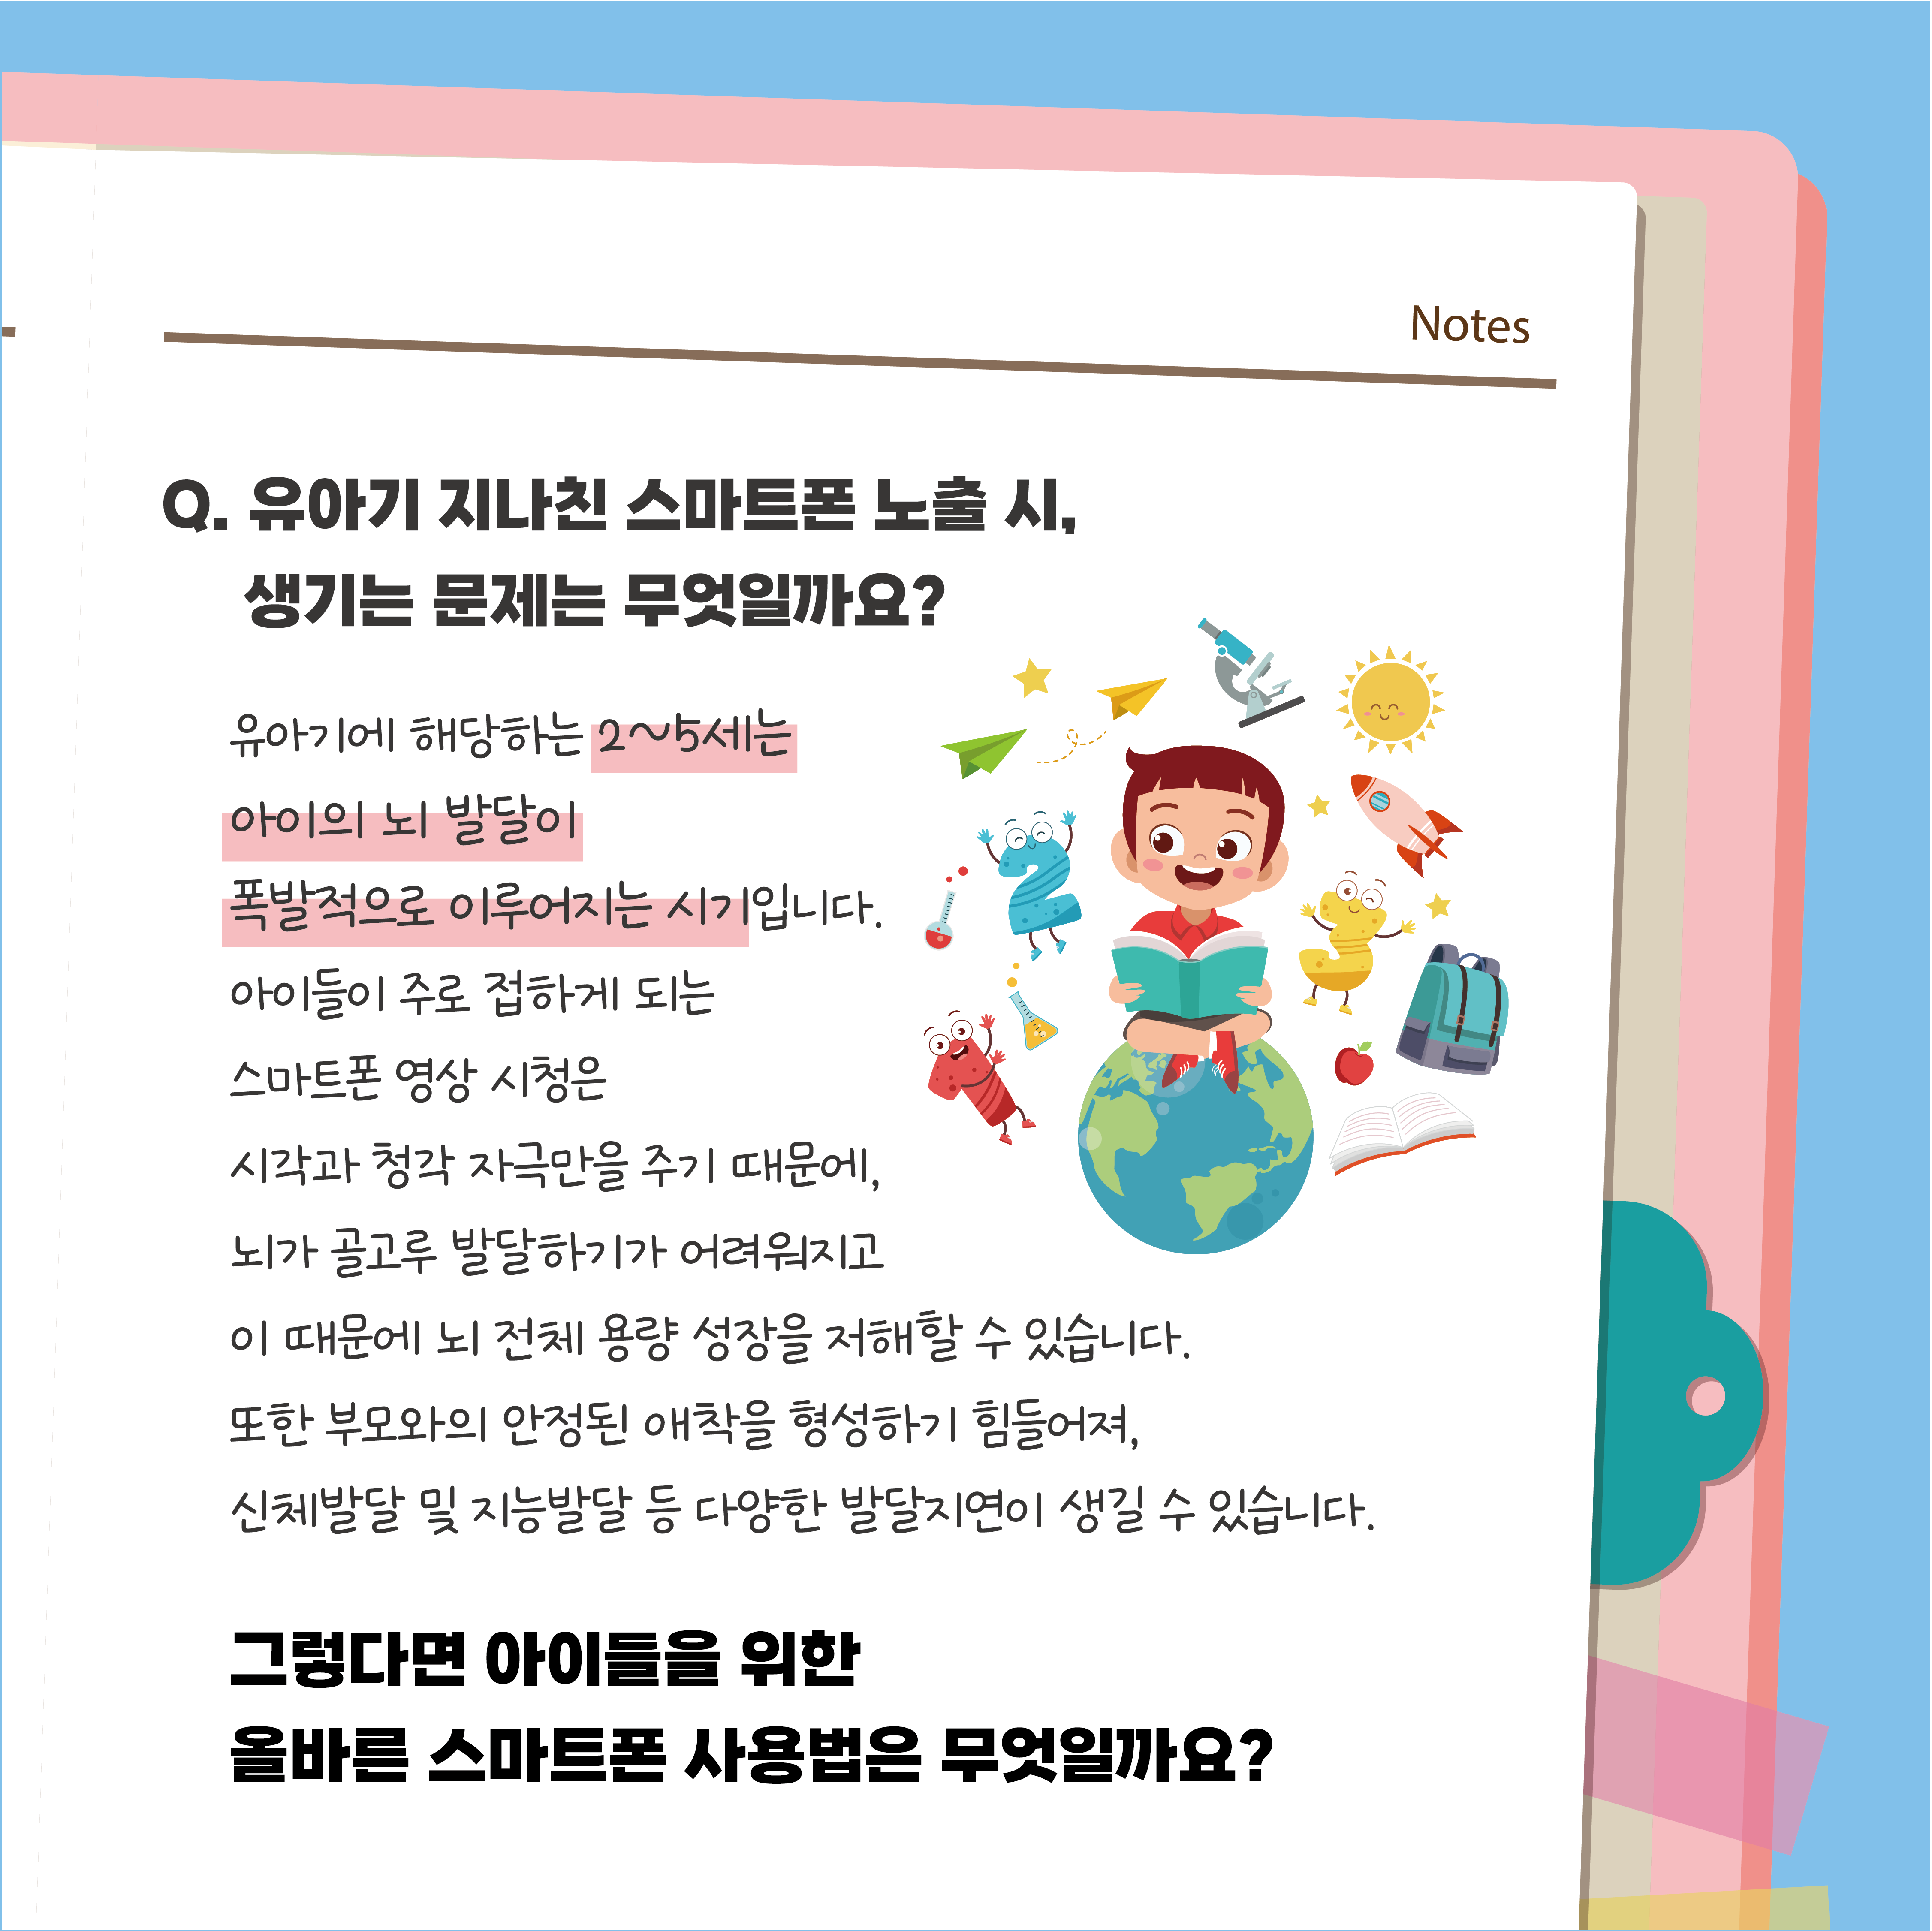 Notes
Q. 유아기 지나친 스마트폰 노출 시,
생기는 문제는 무엇일까요?
유아기에 해당하는 2~5세는
아이의 뇌 발달이
폭발적으로 이루어지는 시기입니다.
아이들이 주로 접하게 되는
스마트폰 영상 시청은
시각과 청각 자극만을 주기 때문에,
뇌가 골고루 발달하기가 어려워지고
이 때문에 뇌 전체 용량 성장을 저해할 수 있습니다.
또한 부모와의 안정된 애착을 형성하기 힘들어져,
신체발달 및 지능발달 등 다양한 발달지연이 생길 수 있습니다.
그렇다면 아이들을 위한
올바른 스마트폰 사용법은 무엇일까요?